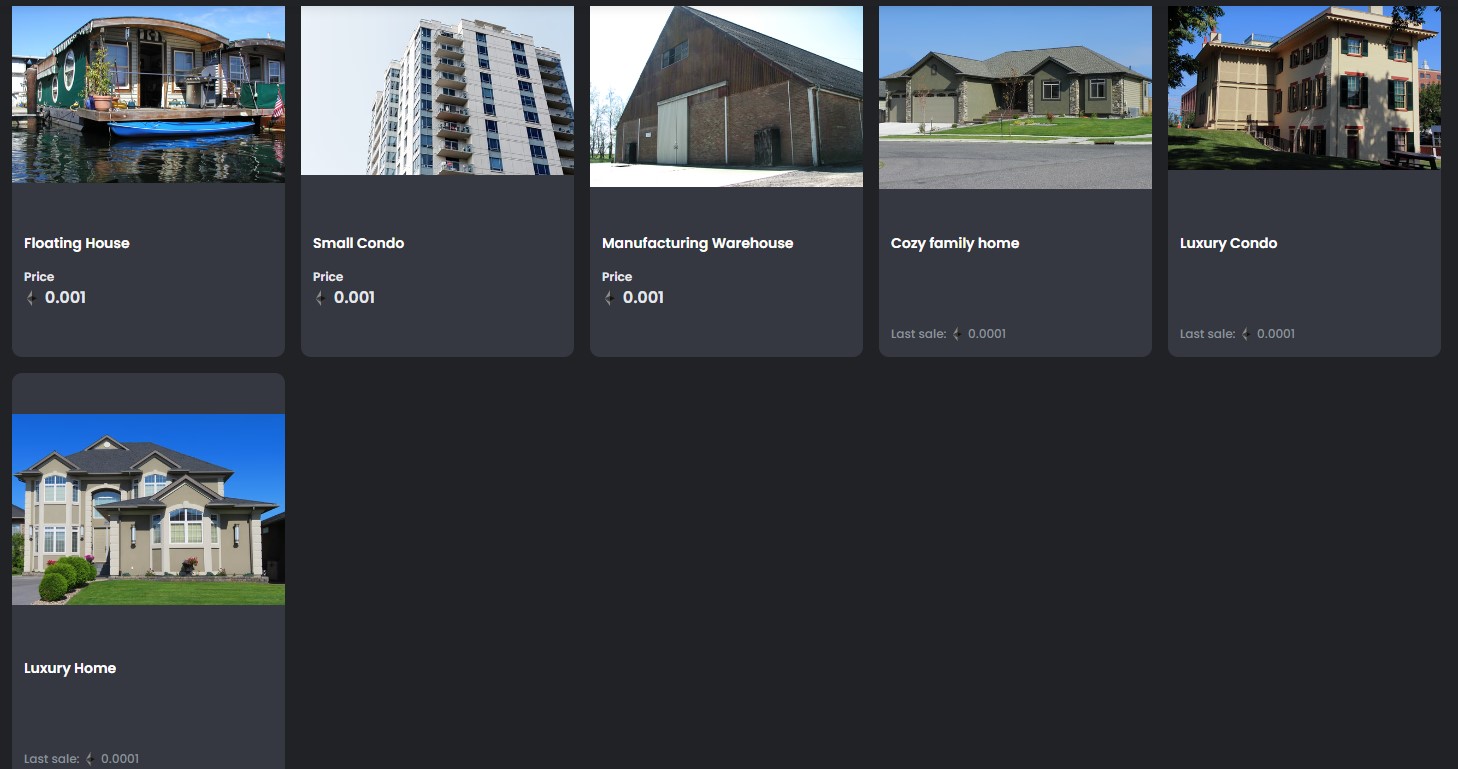 Floating House
Price
0.001
Small Condo
Price
0.001
Manufacturing Warehouse
Price
0.001
Cozy family home
Last sale: 0.0001
Luxury Condo
Last sale: 0.0001
Luxury Home
Last sale: 0.0001